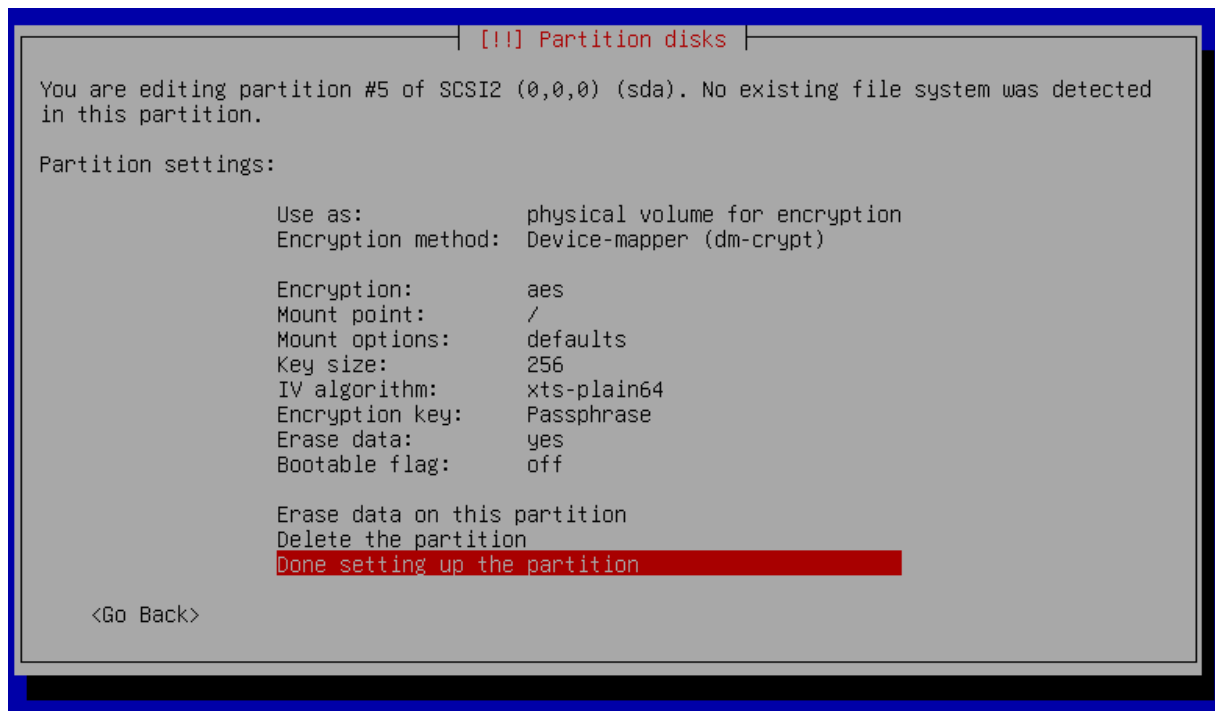 [!!] Partition disks
You are editing partition #5 of SCSI2 (0,0,0) (sda). No existing file system was detected
in this partition.
Partition settings:
Use as: physical volume for encryption
Encryption method: Device-mapper (dm-crypt)
Encryption: aes
Mount point: /
Mount options: defaults
Key size: 256
IV algorithm: xts-plain64
Encryption key: Passphrase
Erase data: yes
Bootable flag: off
Erase data on this partition
Delete the partition
Done setting up the partition
<Go Back>